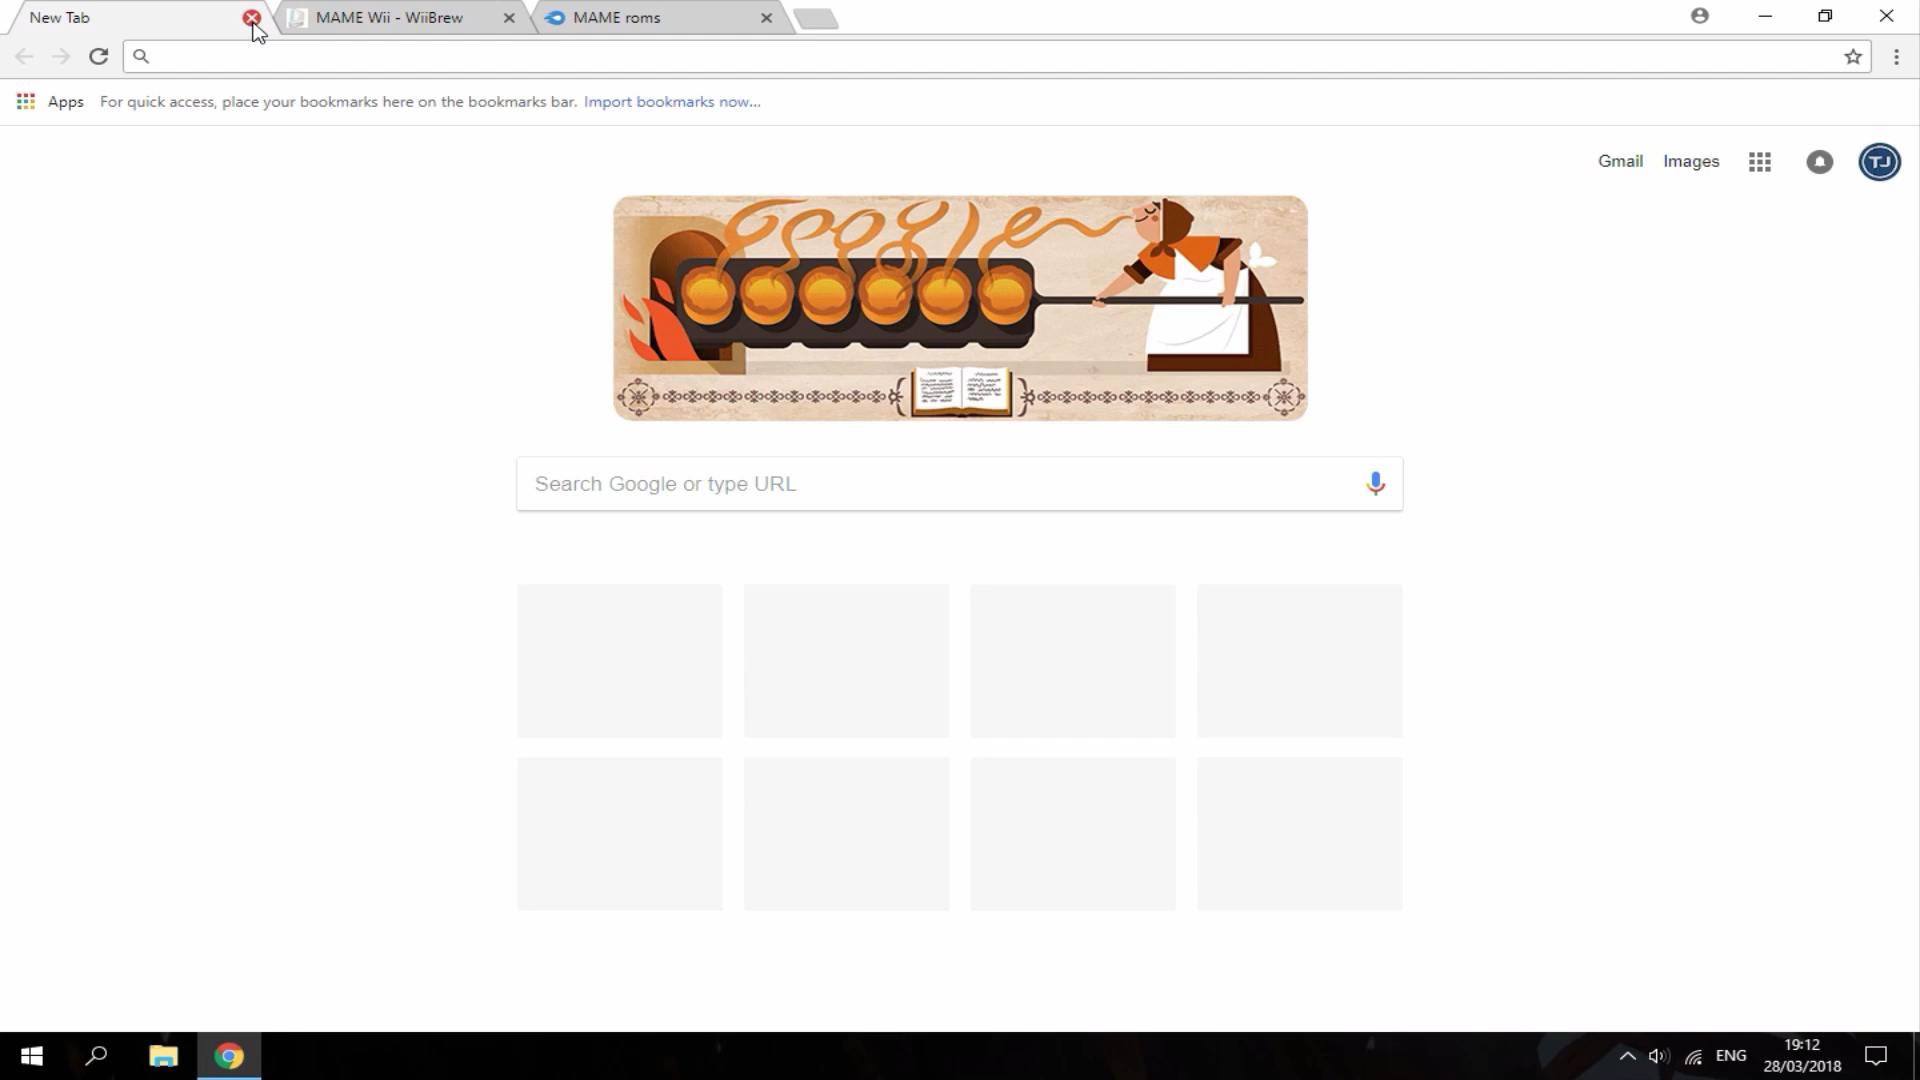 New Tab
MAME Wii - WiiBrew
MAME roms
Apps
For quick access, place your bookmarks here on the bookmarks bar. Import bookmarks now...
Gmail
Images
TJ
Google
Search Google or type URL
ENG
19:12
28/03/2018